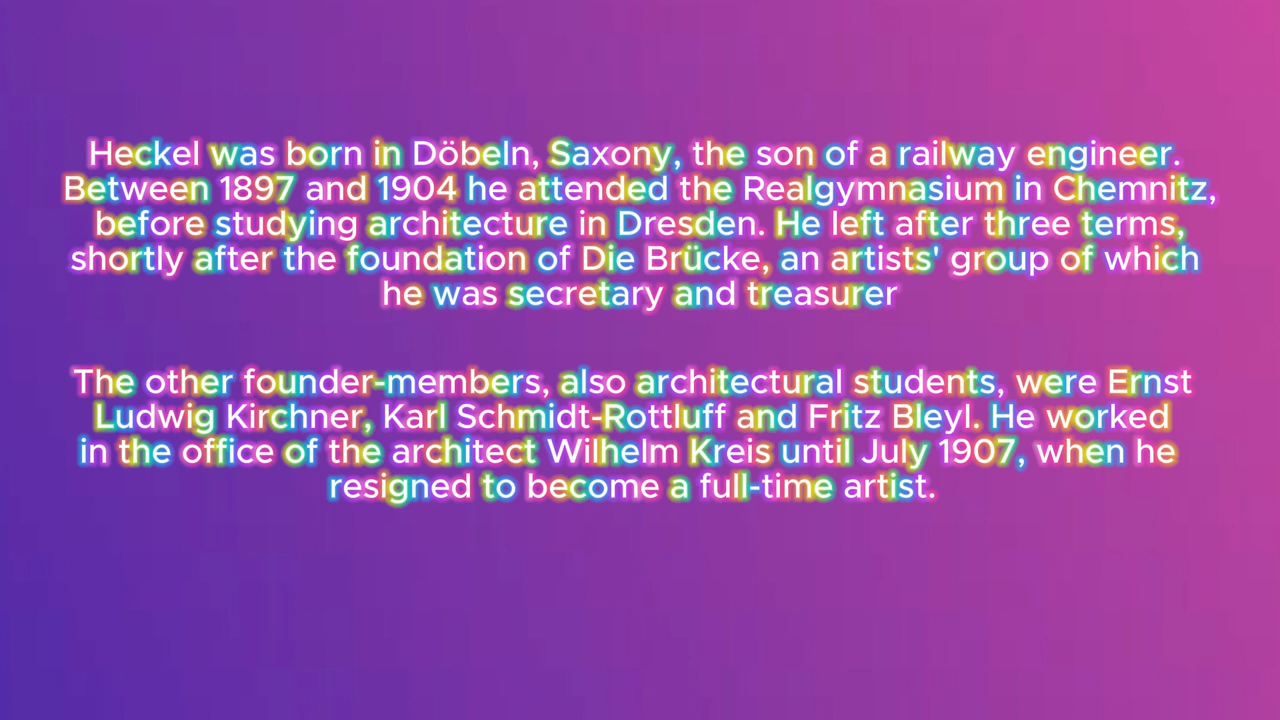 Heckel was born in Döbeln, Saxony, the son of a railway engineer.
Between 1897 and 1904 he attended the Realgymnasium in Chemnitz,
before studying architecture in Dresden. He left after three terms,
shortly after the foundation of Die Brücke, an artists' group of which
he was secretary and treasurer
The other founder-members, also architectural students, were Ernst
Ludwig Kirchner, Karl Schmidt-Rottluff and Fritz Bleyl. He worked
in the office of the architect Wilhelm Kreis until July 1907, when he
resigned to become a full-time artist.